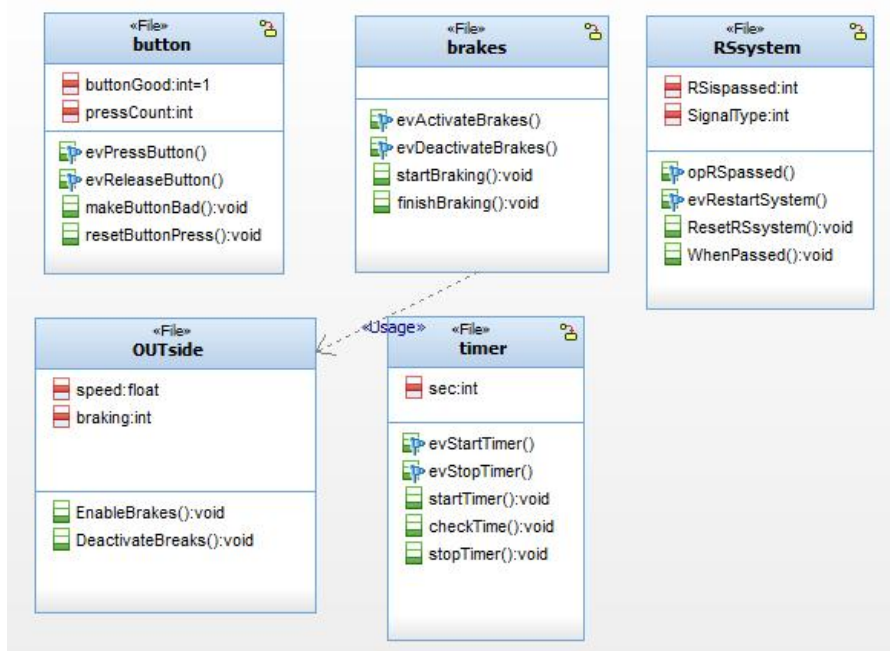 «File»
button
buttonGood:int=1
pressCount:int
evPressButton()
evReleaseButton()
makeButtonBad():void
resetButtonPress():void
«File»
brakes
evActivateBrakes()
evDeactivateBrakes()
startBraking():void
finishBraking():void
«File»
RSsystem
RSispassed:int
SignalType:int
opRSpassed()
evRestartSystem()
ResetRSsystem():void
WhenPassed():void
«Usage»
«File»
OUTside
speed:float
braking:int
EnableBrakes():void
DeactivateBreaks():void
«File»
timer
sec:int
evStartTimer()
evStopTimer()
startTimer():void
checkTime():void
stopTimer():void